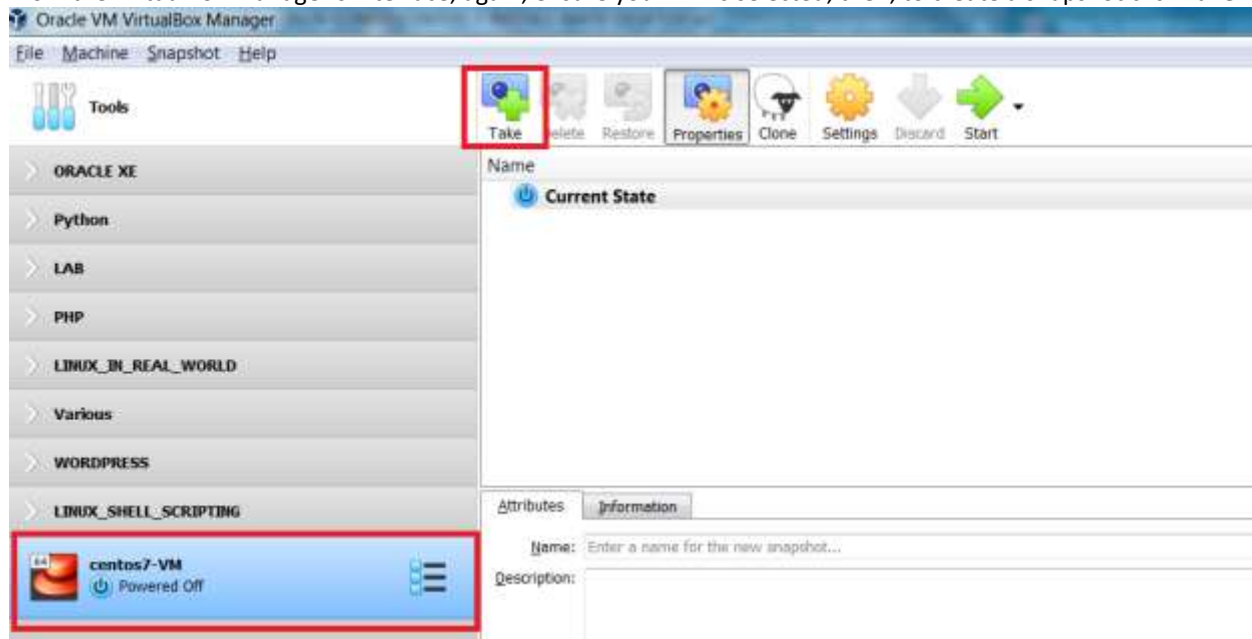 Oracle VM VirtualBox Manager
File Machine Snapshot Help
Tools
Take Delete Restore Properties Clone Settings Discard Start
ORACLE XE
Python
LAB
PHP
LINUX_IN_REAL_WORLD
Various
WORDPRESS
LINUX_SHELL_SCRIPTING
64
centos7-VM
Powered Off
Name
Current State
Attributes Information
Name: Enter a name for the new snapshot...
Description: